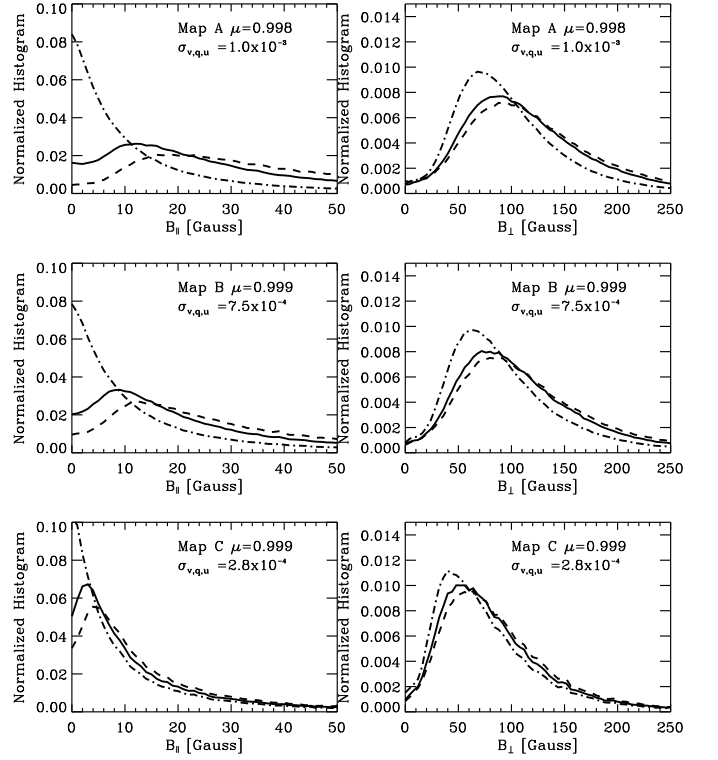 Normalized Histogram
0.10
0.08
0.06
0.04
0.02
0.00
Map A μ=0.998
σv,q,u =1.0x10⁻³
0 10 20 30 40 50
B∥ [Gauss]
Normalized Histogram
0.014
0.012
0.010
0.008
0.006
0.004
0.002
0.000
Map A μ=0.998
σv,q,u =1.0x10⁻³
0 50 100 150 200 250
B⊥ [Gauss]
Normalized Histogram
0.10
0.08
0.06
0.04
0.02
0.00
Map B μ=0.999
σv,q,u =7.5x10⁻⁴
0 10 20 30 40 50
B∥ [Gauss]
Normalized Histogram
0.014
0.012
0.010
0.008
0.006
0.004
0.002
0.000
Map B μ=0.999
σv,q,u =7.5x10⁻⁴
0 50 100 150 200 250
B⊥ [Gauss]
Normalized Histogram
0.10
0.08
0.06
0.04
0.02
0.00
Map C μ=0.999
σv,q,u =2.8x10⁻⁴
0 10 20 30 40 50
B∥ [Gauss]
Normalized Histogram
0.014
0.012
0.010
0.008
0.006
0.004
0.002
0.000
Map C μ=0.999
σv,q,u =2.8x10⁻⁴
0 50 100 150 200 250
B⊥ [Gauss]